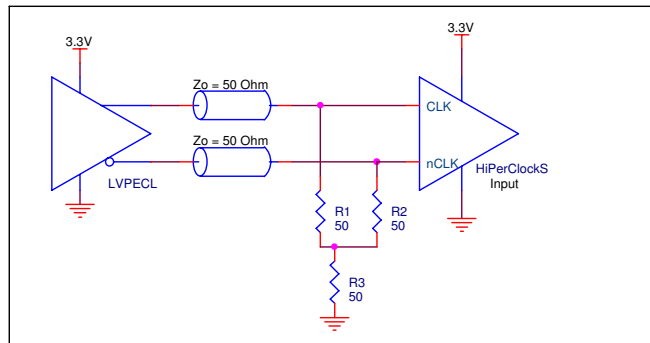 3.3V
3.3V
Zo = 50 Ohm
CLK
Zo = 50 Ohm
nCLK
LVPECL
HiPerClockS
Input
R1
50
R2
50
R3
50